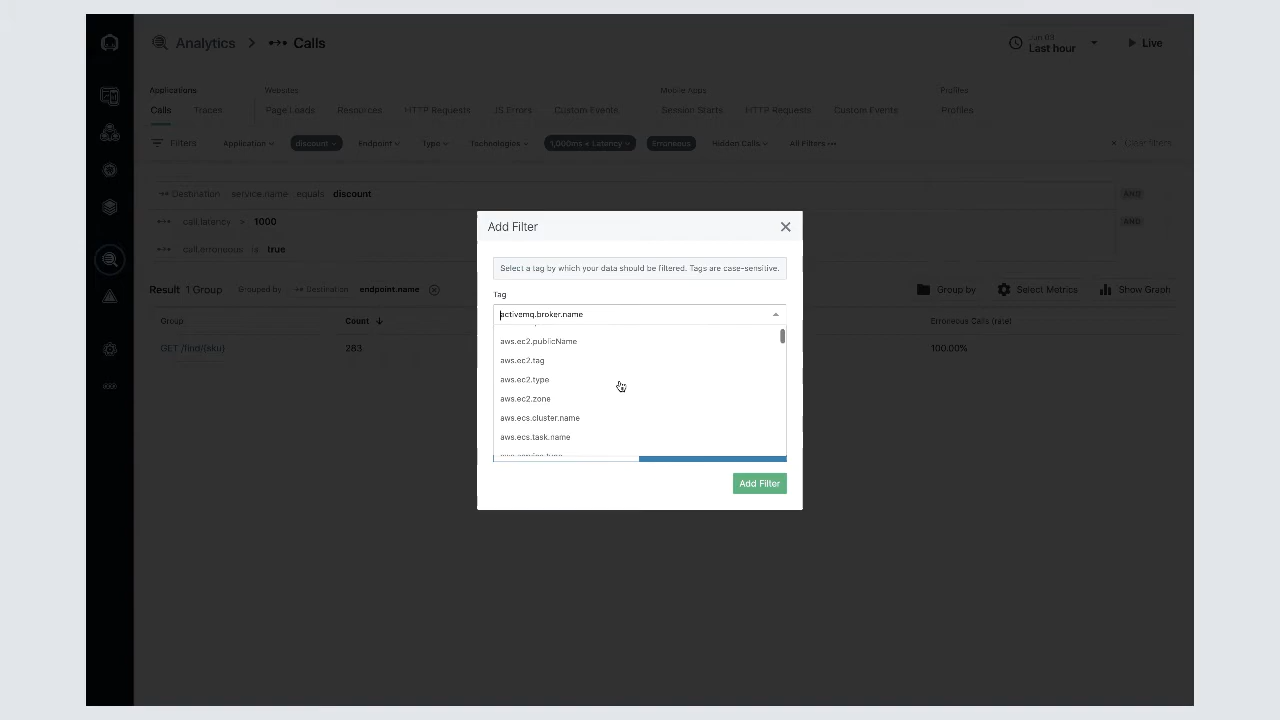 Analytics > Calls
Jun 03
Last hour
Live
Applications
Websites
Mobile Apps
Profiles
Calls Traces Page Loads Resources HTTP Requests JS Errors Custom Events Session Starts HTTP Requests Custom Events Profiles
Filters Application discount Endpoint Type Technologies 1,000ms < Latency Erroneous Hidden Calls All Filters ••• × Clear filters
Destination service.name equals discount AND
call.latency > 1000 AND
call.erroneous is true
Result 1 Group Grouped by Destination endpoint.name Group by Select Metrics Show Graph
Group Count Erroneous Calls (rate)
GET /find/{sku} 283 100.00%
Add Filter
Select a tag by which your data should be filtered. Tags are case-sensitive.
Tag
activemq.broker.name
aws.ec2.publicName
aws.ec2.tag
aws.ec2.type
aws.ec2.zone
aws.ecs.cluster.name
aws.ecs.task.name
Add Filter